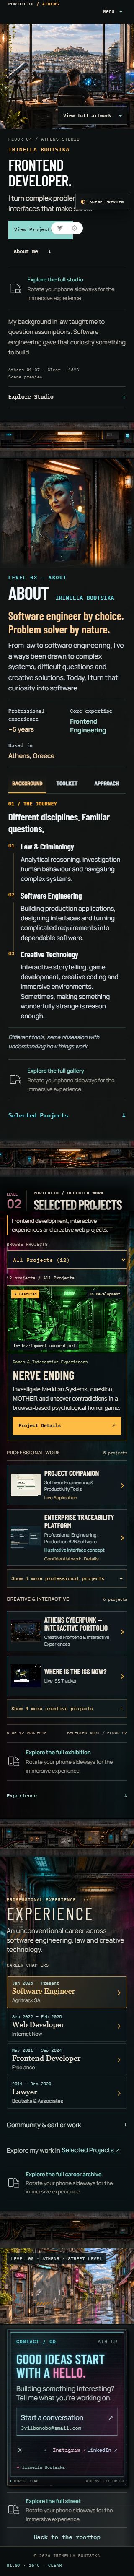 PORTFOLIO / ATHENS
Menu +
View full artwork +
FLOOR 04 / ATHENS STUDIO
IRINELLA BOUTSIKA
FRONTEND
DEVELOPER.
I turn complex
interfaces that make
SCENE PREVIEW
View Project
About me ↓
Explore the full studio
Rotate your phone sideways for the
immersive experience.
My background in law taught me to
question assumptions. Software
engineering gave that curiosity something
to build.
Athens 01:07 · Clear · 16°C
Scene preview
Explore Studio +
LEVEL 03 · ABOUT
ABOUT IRINELLA BOUTSIKA
Software engineer by choice.
Problem solver by nature.
From law to software engineering, I've
always been drawn to complex
systems, difficult questions and
creative solutions. Today, I turn that
curiosity into software.
Professional
experience
~5 years
Core expertise
Frontend
Engineering
Based in
Athens, Greece
BACKGROUND TOOLKIT APPROACH
01 / THE JOURNEY
Different disciplines. Familiar
questions.
01 Law & Criminology
Analytical reasoning, investigation,
human behaviour and navigating
complex systems.
02 Software Engineering
Building production applications,
designing interfaces and turning
complicated requirements into
dependable software.
03 Creative Technology
Interactive storytelling, game
development, creative coding and
immersive environments.
Sometimes, making something
wonderfully strange is reason
enough.
Different tools, same obsession with
understanding how things work.
Explore the full gallery
Rotate your phone sideways for the
immersive experience.
Selected Projects ↓
LEVEL
02
PORTFOLIO / SELECTED WORK
SELECTED PROJECTS
Frontend development, interactive
experiences and creative web projects.
BROWSE PROJECTS
All Projects (12)
12 projects / All Projects
Featured
In Development
In-development concept art
Games & Interactive Experiences
NERVE ENDING
Investigate Meridian Systems, question
MOTHER and uncover contradictions in a
browser-based psychological horror game.
Project Details ↗
PROFESSIONAL WORK 5 projects
PROJECT COMPANION
Software Engineering &
Productivity Tools
Live Application
ENTERPRISE TRACEABILITY
PLATFORM
Professional Engineering
Production B2B Software
Illustrative interface concept
Confidential work · Details
Show 3 more professional projects +
CREATIVE & INTERACTIVE 6 projects
ATHENS CYBERPUNK —
INTERACTIVE PORTFOLIO
Creative Frontend & Interactive
Experiences
WHERE IS THE ISS NOW?
Live ISS Tracker
Show 4 more creative projects +
SELECTED WORK / FLOOR 02
Explore the full exhibition
Rotate your phone sideways for the
immersive experience.
Experience ↓
PROFESSIONAL EXPERIENCE
EXPERIENCE
An unconventional career across
software engineering, law and creative
technology.
CAREER CHAPTERS
Jan 2023 — Present
Software Engineer
Agritrack SA
Sep 2022 — Feb 2023
Web Developer
Internet Now
May 2021 — Sep 2024
Frontend Developer
Freelance
2011 — Dec 2020
Lawyer
Boutsika & Associates
Community & earlier work +
Explore my work in Selected Projects ↗
Explore the full career archive
Rotate your phone sideways for the
immersive experience.
LEVEL 00 · ATHENS · STREET LEVEL
CONTACT / 00 ATH—GR
GOOD IDEAS START
WITH A HELLO.
Building something interesting?
Tell me what you're working on.
Start a conversation ↗
3vilbonobo@gmail.com
X ↗ Instagram ↗ LinkedIn ↗
Irinella Boutsika
DIRECT LINE ATHENS · FLOOR 00
Explore the full street
Rotate your phone sideways for the
immersive experience.
Back to the rooftop
© 2026 IRINELLA BOUTSIKA
01:07 · 16°C · CLEAR